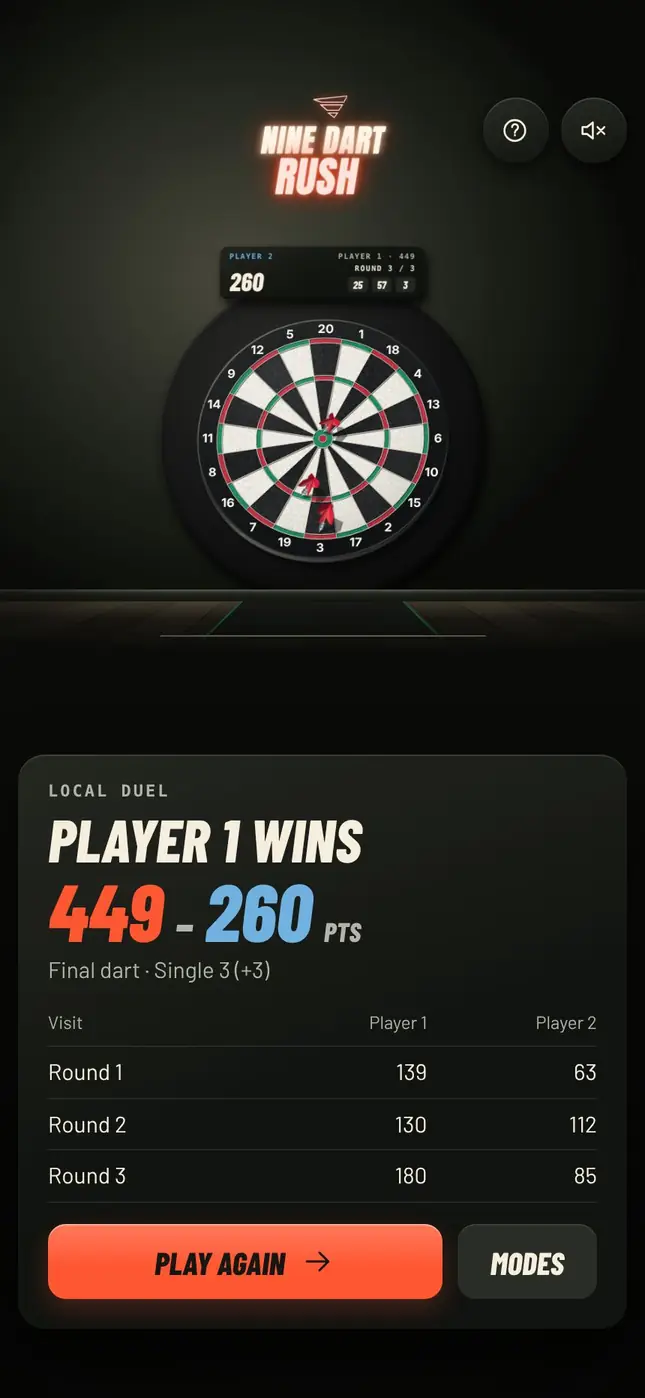 NINE DART
RUSH
PLAYER 2
PLAYER 1 · 449
ROUND 3 / 3
260
25 57 3
20
1
18
4
13
6
10
15
2
17
3
19
7
16
8
11
14
9
12
5
LOCAL DUEL
PLAYER 1 WINS
449 - 260 PTS
Final dart · Single 3 (+3)
Visit Player 1 Player 2
Round 1 139 63
Round 2 130 112
Round 3 180 85
PLAY AGAIN →
MODES